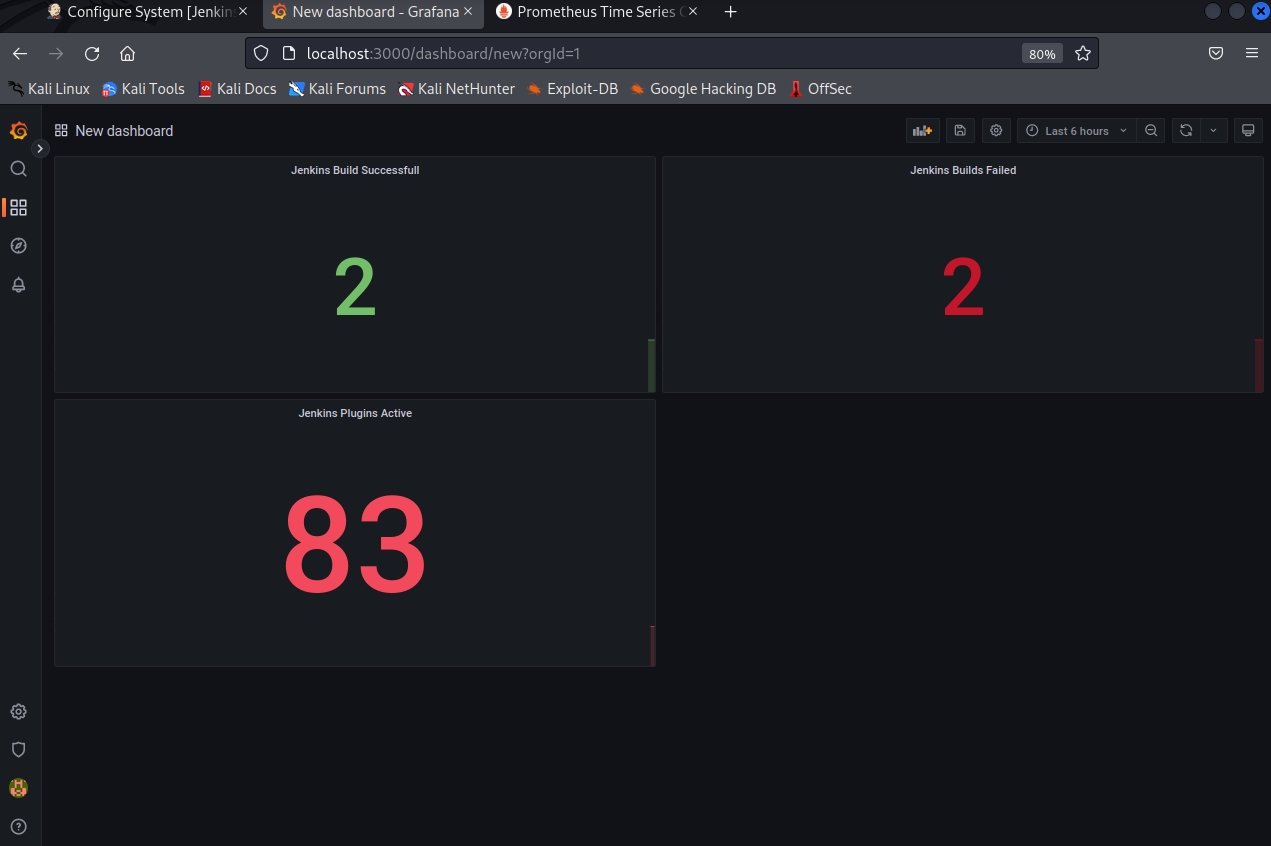 Configure System [Jenkin
New dashboard - Grafana
Prometheus Time Series
localhost:3000/dashboard/new?orgId=1
80%
Kali Linux
Kali Tools
Kali Docs
Kali Forums
Kali NetHunter
Exploit-DB
Google Hacking DB
OffSec
New dashboard
Last 6 hours
Jenkins Build Successfull
Jenkins Builds Failed
2
2
Jenkins Plugins Active
83